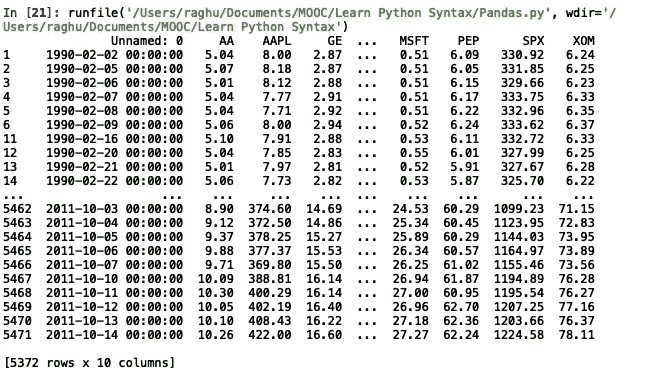 In [21]: runfile('/Users/raghu/Documents/MOOC/Learn Python Syntax/Pandas.py', wdir='/
Users/raghu/Documents/MOOC/Learn Python Syntax')
Unnamed: 0 AA AAPL GE ... MSFT PEP SPX XOM
1 1990-02-02 00:00:00 5.04 8.00 2.87 ... 0.51 6.09 330.92 6.24
2 1990-02-05 00:00:00 5.07 8.18 2.87 ... 0.51 6.05 331.85 6.25
3 1990-02-06 00:00:00 5.01 8.12 2.88 ... 0.51 6.15 329.66 6.23
4 1990-02-07 00:00:00 5.04 7.77 2.91 ... 0.51 6.17 333.75 6.33
5 1990-02-08 00:00:00 5.04 7.71 2.92 ... 0.51 6.22 332.96 6.35
6 1990-02-09 00:00:00 5.06 8.00 2.94 ... 0.52 6.24 333.62 6.37
11 1990-02-16 00:00:00 5.10 7.91 2.88 ... 0.53 6.11 332.72 6.33
12 1990-02-20 00:00:00 5.04 7.85 2.83 ... 0.55 6.01 327.99 6.25
13 1990-02-21 00:00:00 5.01 7.97 2.81 ... 0.52 5.91 327.67 6.28
14 1990-02-22 00:00:00 5.06 7.73 2.82 ... 0.53 5.87 325.70 6.22
... ... ... ... ... ... ... ... ... ...
5462 2011-10-03 00:00:00 8.90 374.60 14.69 ... 24.53 60.29 1099.23 71.15
5463 2011-10-04 00:00:00 9.12 372.50 14.86 ... 25.34 60.45 1123.95 72.83
5464 2011-10-05 00:00:00 9.37 378.25 15.27 ... 25.89 60.29 1144.03 73.95
5465 2011-10-06 00:00:00 9.88 377.37 15.53 ... 26.34 60.57 1164.97 73.89
5466 2011-10-07 00:00:00 9.71 369.80 15.50 ... 26.25 61.02 1155.46 73.56
5467 2011-10-10 00:00:00 10.09 388.81 16.14 ... 26.94 61.87 1194.89 76.28
5468 2011-10-11 00:00:00 10.30 400.29 16.14 ... 27.00 60.95 1195.54 76.27
5469 2011-10-12 00:00:00 10.05 402.19 16.40 ... 26.96 62.70 1207.25 77.16
5470 2011-10-13 00:00:00 10.10 408.43 16.22 ... 27.18 62.36 1203.66 76.37
5471 2011-10-14 00:00:00 10.26 422.00 16.60 ... 27.27 62.24 1224.58 78.11
[5372 rows x 10 columns]